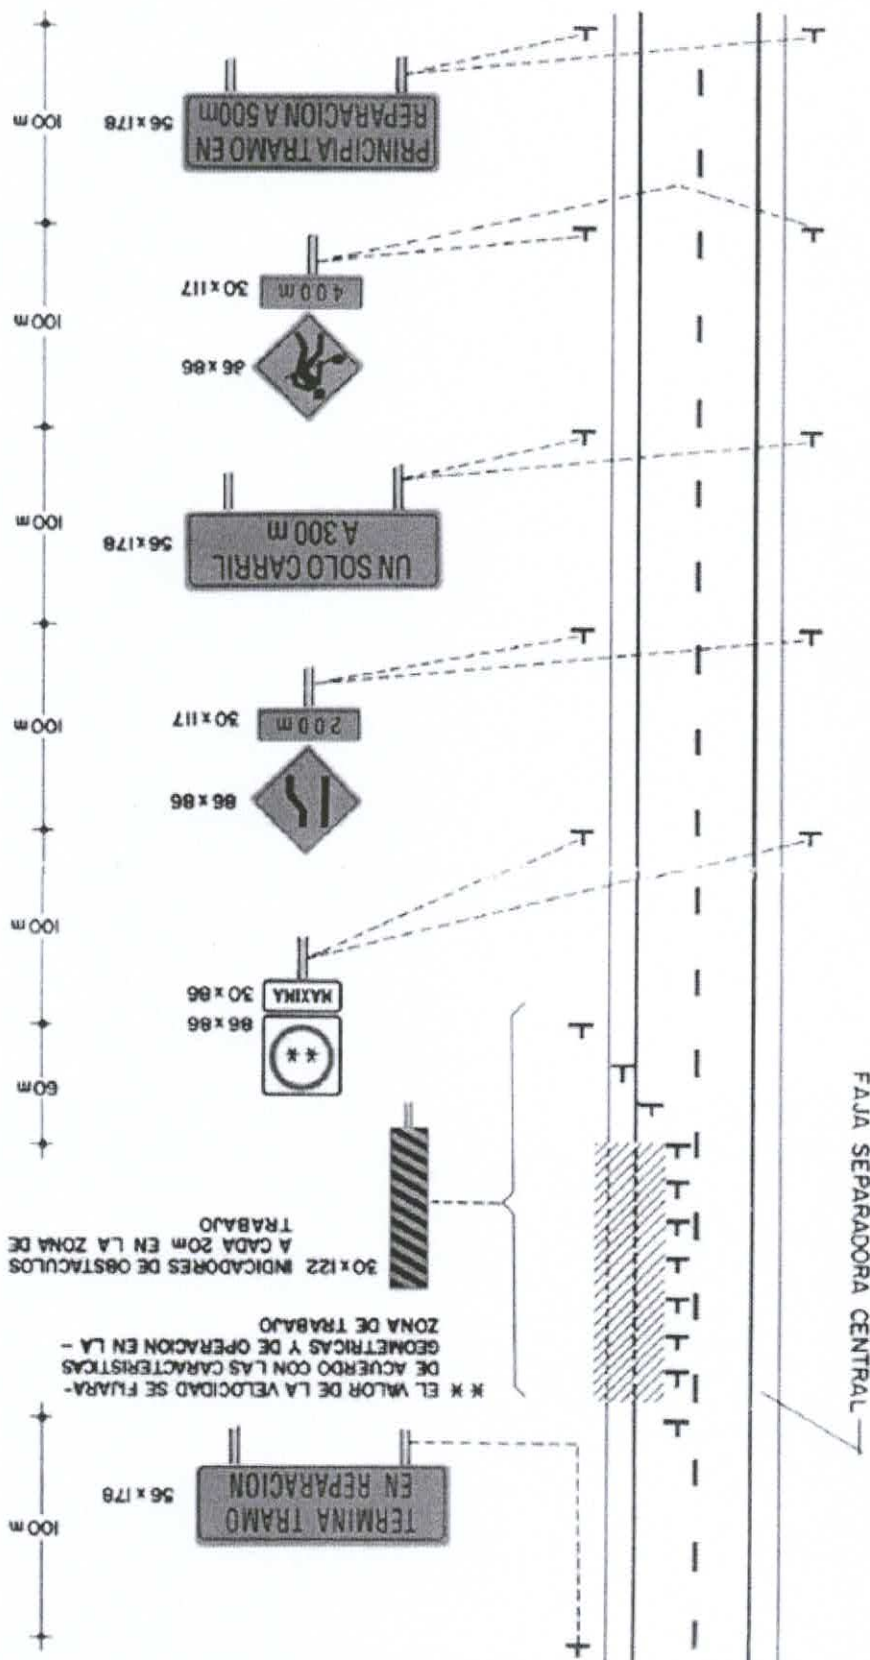 TERMINA TRAMO
EN REPARACION
56 x 178
100 m
** EL VALOR DE LA VELOCIDAD SE FIJARA-
DE ACUERDO CON LAS CARACTERISTICAS
GEOMETRICAS Y DE OPERACION EN LA -
ZONA DE TRABAJO
30 x 122 INDICADORES DE OBSTACULOS
A CADA 20m EN LA ZONA DE
TRABAJO
FAJA SEPARADORA CENTRAL
60m
**
86 x 86
MAXIMA
30 x 86
100 m
86 x 86
200 m
30 x 117
100 m
UN SOLO CARRIL
A 300 m
56 x 178
100 m
86 x 86
400 m
30 x 117
100 m
PRINCIPIA TRAMO EN
REPARACION A 500m
56 x 178
100 m